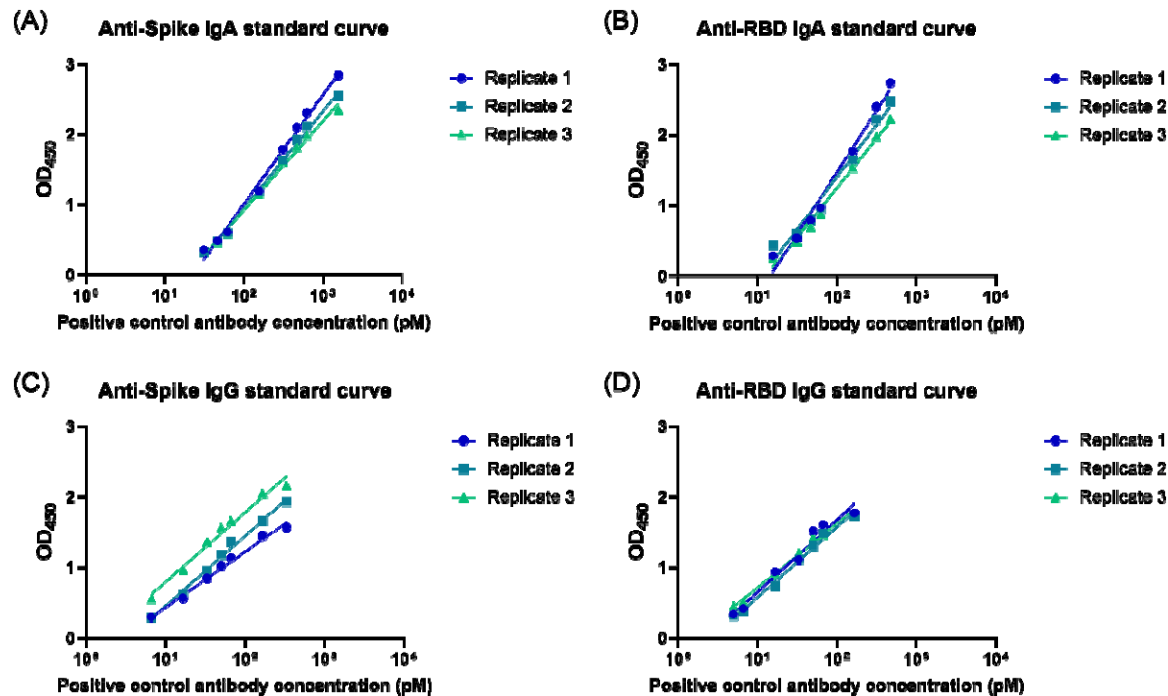 (A)
Anti-Spike IgA standard curve
3
2
1
0
OD450
10⁰ 10¹ 10² 10³ 10⁴
Positive control antibody concentration (pM)
Replicate 1
Replicate 2
Replicate 3
(B)
Anti-RBD IgA standard curve
3
2
1
0
OD450
10⁰ 10¹ 10² 10³ 10⁴
Positive control antibody concentration (pM)
Replicate 1
Replicate 2
Replicate 3
(C)
Anti-Spike IgG standard curve
3
2
1
0
OD450
10⁰ 10¹ 10² 10³ 10⁴
Positive control antibody concentration (pM)
Replicate 1
Replicate 2
Replicate 3
(D)
Anti-RBD IgG standard curve
3
2
1
0
OD450
10⁰ 10¹ 10² 10³ 10⁴
Positive control antibody concentration (pM)
Replicate 1
Replicate 2
Replicate 3